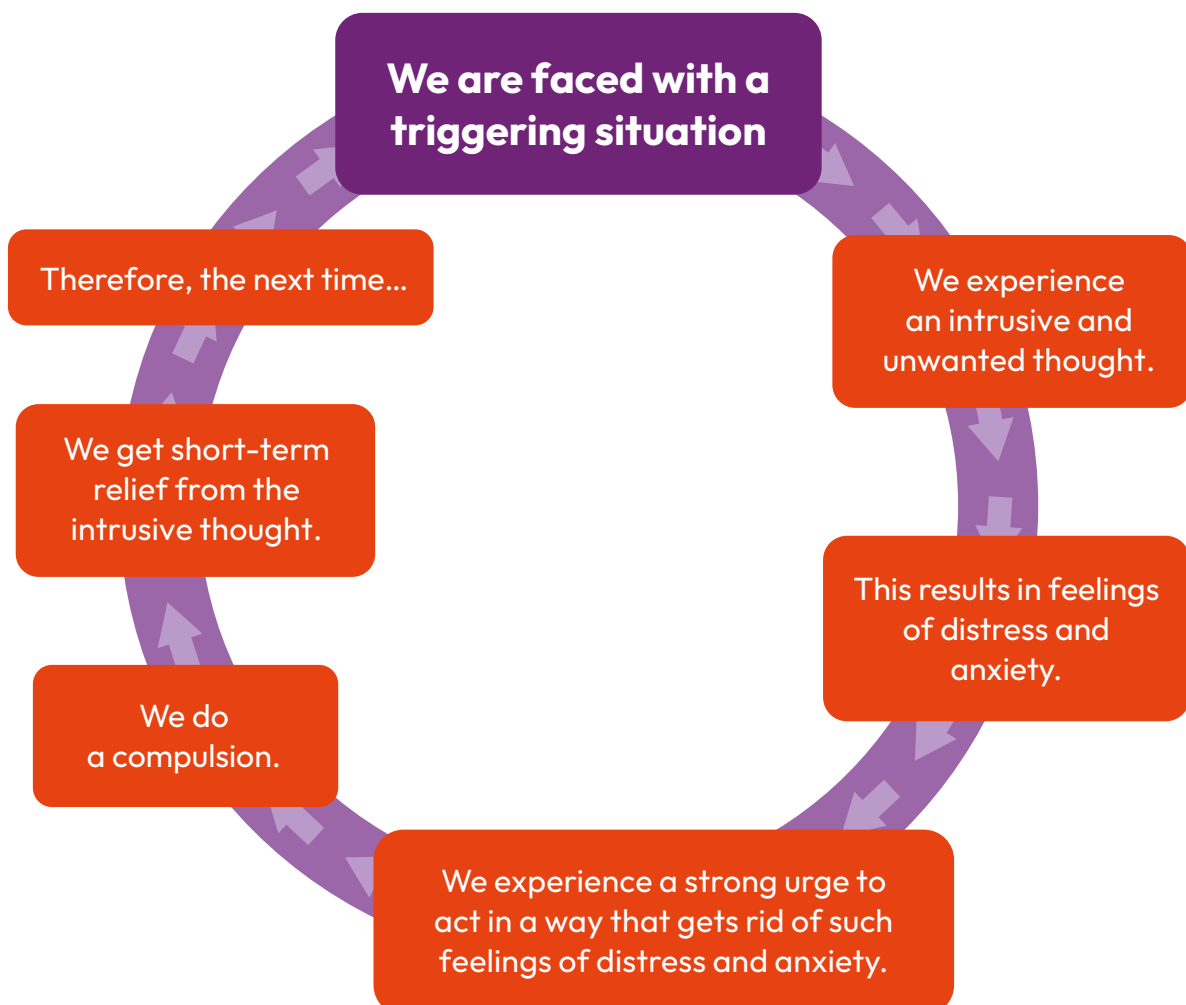 We are faced with a
triggering situation
We experience
an intrusive and
unwanted thought.
This results in feelings
of distress and
anxiety.
We experience a strong urge to
act in a way that gets rid of such
feelings of distress and anxiety.
We do
a compulsion.
We get short-term
relief from the
intrusive thought.
Therefore, the next time...